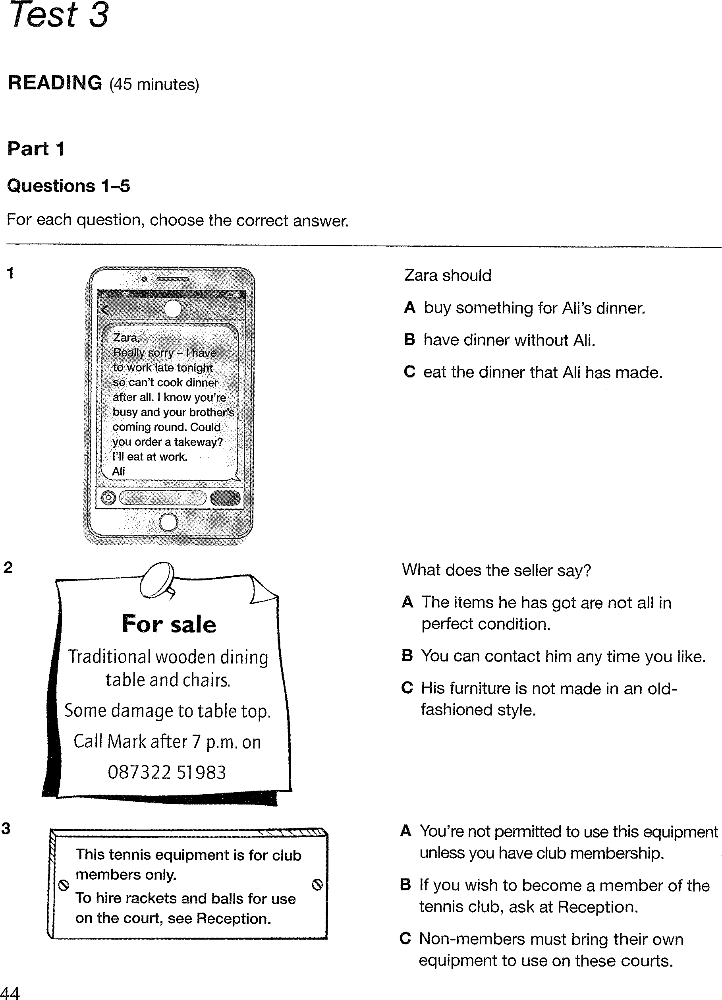 Test 3
READING (45 minutes)
Part 1
Questions 1–5
For each question, choose the correct answer.
1
Zara,
Really sorry – I have
to work late tonight
so can't cook dinner
after all. I know you're
busy and your brother's
coming round. Could
you order a takeway?
I'll eat at work.
Ali
Zara should
A buy something for Ali's dinner.
B have dinner without Ali.
C eat the dinner that Ali has made.
2
For sale
Traditional wooden dining
table and chairs.
Some damage to table top.
Call Mark after 7 p.m. on
087322 51983
What does the seller say?
A The items he has got are not all in
perfect condition.
B You can contact him any time you like.
C His furniture is not made in an old-
fashioned style.
3
This tennis equipment is for club
members only.
To hire rackets and balls for use
on the court, see Reception.
A You're not permitted to use this equipment
unless you have club membership.
B If you wish to become a member of the
tennis club, ask at Reception.
C Non-members must bring their own
equipment to use on these courts.
44